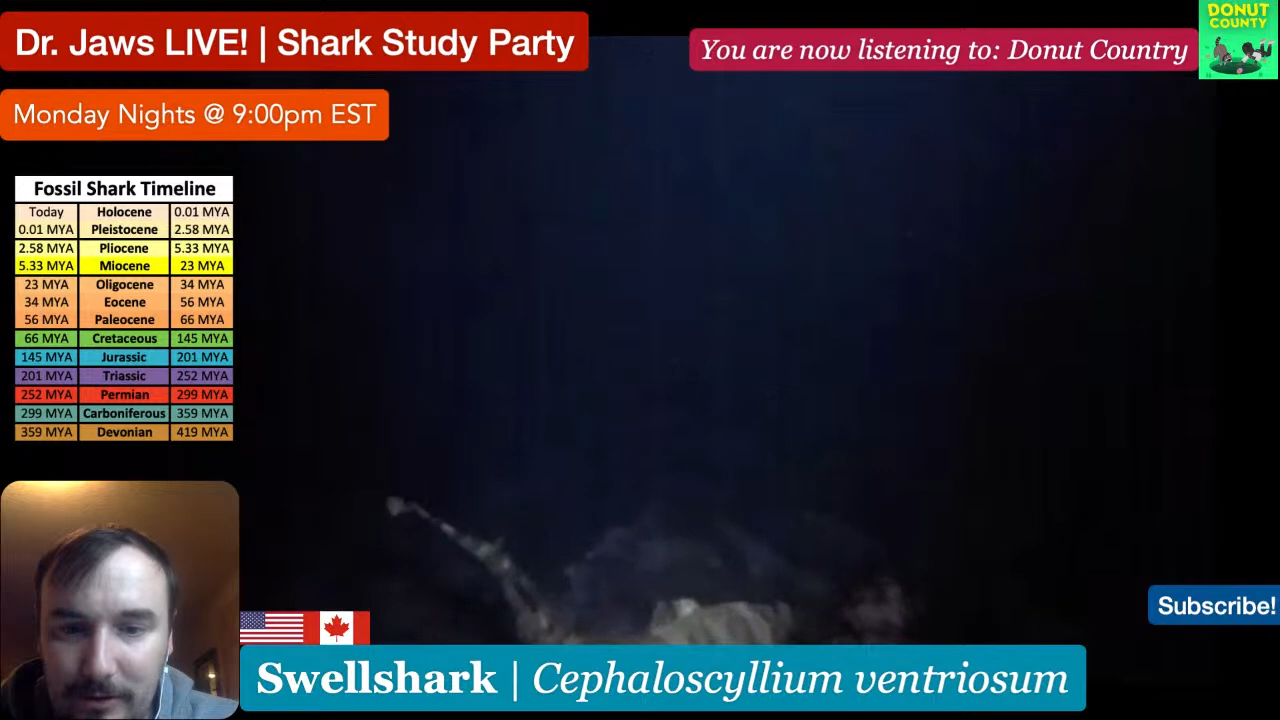 Dr. Jaws LIVE! | Shark Study Party
You are now listening to: Donut Country
DONUT
COUNTY
Monday Nights @ 9:00pm EST
Fossil Shark Timeline
Today Holocene 0.01 MYA
0.01 MYA Pleistocene 2.58 MYA
2.58 MYA Pliocene 5.33 MYA
5.33 MYA Miocene 23 MYA
23 MYA Oligocene 34 MYA
34 MYA Eocene 56 MYA
56 MYA Paleocene 66 MYA
66 MYA Cretaceous 145 MYA
145 MYA Jurassic 201 MYA
201 MYA Triassic 252 MYA
252 MYA Permian 299 MYA
299 MYA Carboniferous 359 MYA
359 MYA Devonian 419 MYA
Subscribe!
Swellshark | Cephaloscyllium ventriosum